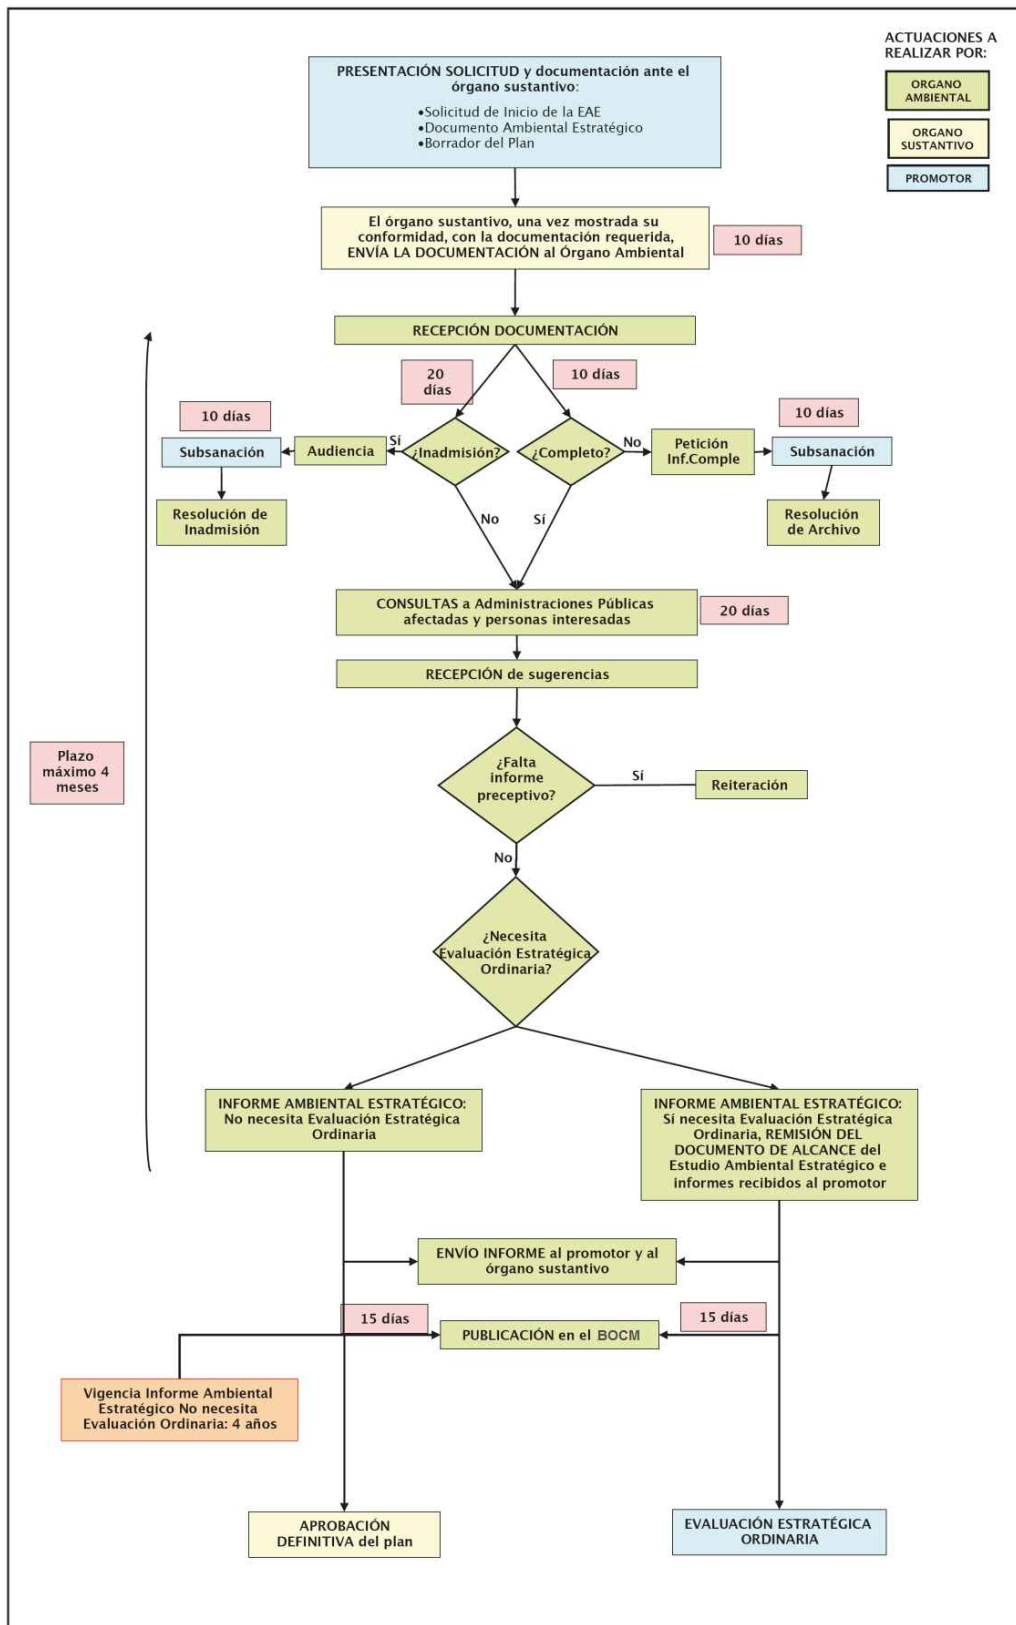 ACTUACIONES A
REALIZAR POR:
ORGANO
AMBIENTAL
ORGANO
SUSTANTIVO
PROMOTOR
PRESENTACIÓN SOLICITUD y documentación ante el
órgano sustantivo:
•Solicitud de Inicio de la EAE
•Documento Ambiental Estratégico
•Borrador del Plan
El órgano sustantivo, una vez mostrada su
conformidad, con la documentación requerida,
ENVÍA LA DOCUMENTACIÓN al Órgano Ambiental
10 días
RECEPCIÓN DOCUMENTACIÓN
20
días
10 días
10 días
10 días
Subsanación
Audiencia
Sí
¿Inadmisión?
¿Completo?
No
Petición
Inf.Comple
Subsanación
Resolución de
Inadmisión
Resolución
de Archivo
No
Sí
CONSULTAS a Administraciones Públicas
afectadas y personas interesadas
20 días
RECEPCIÓN de sugerencias
Plazo
máximo 4
meses
¿Falta
informe
preceptivo?
Sí
Reiteración
No
¿Necesita
Evaluación Estratégica
Ordinaria?
INFORME AMBIENTAL ESTRATÉGICO:
No necesita Evaluación Estratégica
Ordinaria
INFORME AMBIENTAL ESTRATÉGICO:
Sí necesita Evaluación Estratégica
Ordinaria, REMISIÓN DEL
DOCUMENTO DE ALCANCE del
Estudio Ambiental Estratégico e
informes recibidos al promotor
ENVÍO INFORME al promotor y al
órgano sustantivo
15 días
15 días
PUBLICACIÓN en el BOCM
Vigencia Informe Ambiental
Estratégico No necesita
Evaluación Ordinaria: 4 años
APROBACIÓN
DEFINITIVA del plan
EVALUACIÓN ESTRATÉGICA
ORDINARIA